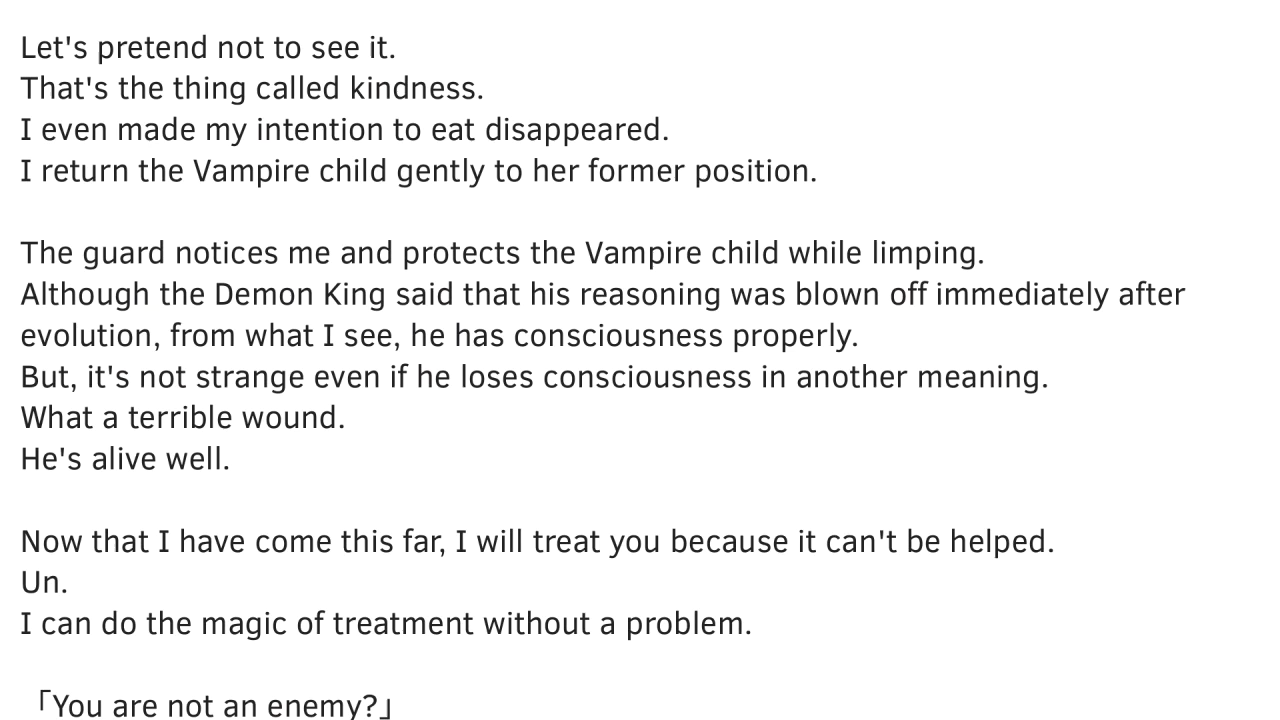 Let's pretend not to see it.
That's the thing called kindness.
I even made my intention to eat disappeared.
I return the Vampire child gently to her former position.
The guard notices me and protects the Vampire child while limping.
Although the Demon King said that his reasoning was blown off immediately after
evolution, from what I see, he has consciousness properly.
But, it's not strange even if he loses consciousness in another meaning.
What a terrible wound.
He's alive well.
Now that I have come this far, I will treat you because it can't be helped.
Un.
I can do the magic of treatment without a problem.
「You are not an enemy?」